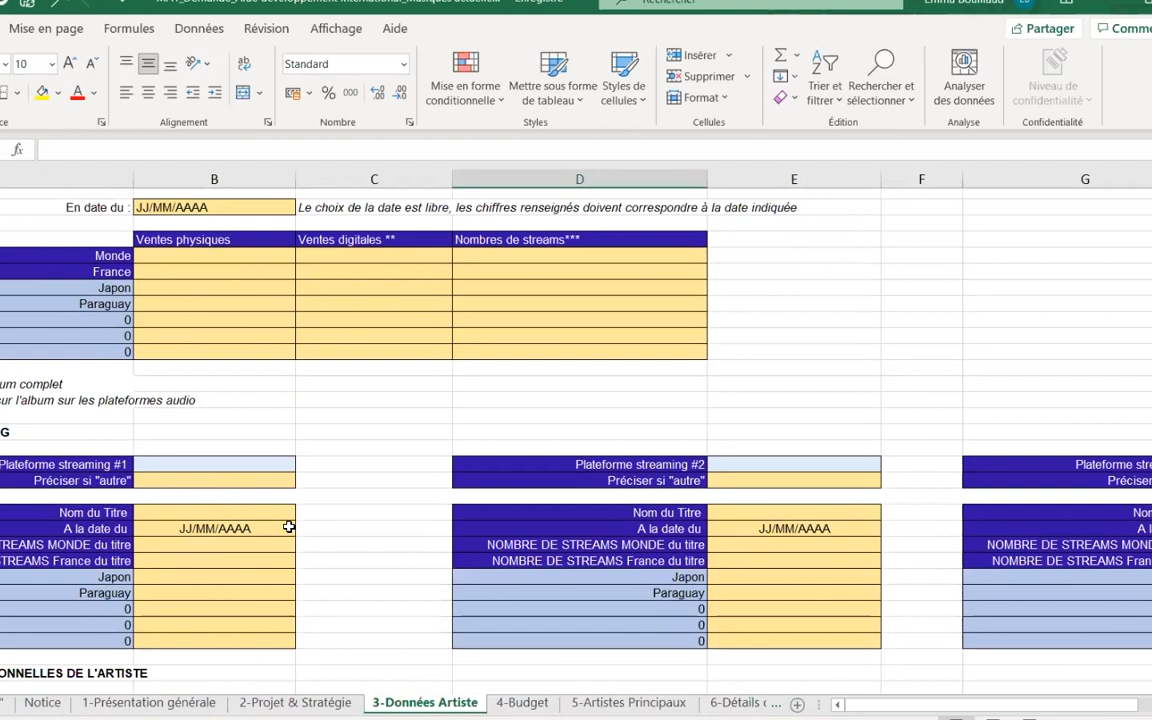 Rechercher
Mise en page Formules Données Révision Affichage Aide
Partager
10 Standard
Mise en forme conditionnelle
Mettre sous forme de tableau
Styles de cellules
Insérer
Supprimer
Format
Trier et filtrer
Rechercher et sélectionner
Analyser des données
Niveau de confidentialité
% 000
Alignement Nombre Styles Cellules Édition Analyse Confidentialité
fx
B C D E F G
En date du : JJ/MM/AAAA Le choix de la date est libre, les chiffres renseignés doivent correspondre à la date indiquée
Ventes physiques Ventes digitales ** Nombres de streams***
Monde
France
Japon
Paraguay
0
0
0
um complet
sur l'album sur les plateformes audio
G
Plateforme streaming #1 Plateforme streaming #2 Plateforme stre
Préciser si "autre" Préciser si "autre" Préciser
Nom du Titre Nom du Titre Nom
A la date du JJ/MM/AAAA A la date du JJ/MM/AAAA A l
STREAMS MONDE du titre NOMBRE DE STREAMS MONDE du titre NOMBRE DE STREAMS MOND
STREAMS France du titre NOMBRE DE STREAMS France du titre NOMBRE DE STREAMS Fran
Japon Japon
Paraguay Paraguay
0 0
0 0
0 0
ONNELLES DE L'ARTISTE
Notice 1-Présentation générale 2-Projet & Stratégie 3-Données Artiste 4-Budget 5-Artistes Principaux 6-Détails c ...